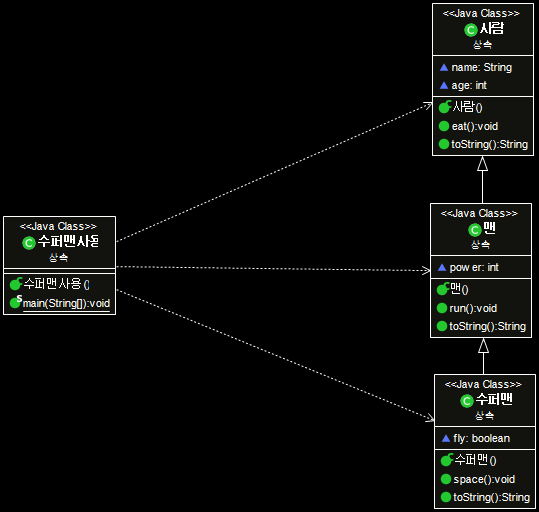 <<Java Class>>
사람
상속
name: String
age: int
사람()
eat():void
toString():String
<<Java Class>>
수퍼맨사용
상속
수퍼맨사용()
main(String[]):void
<<Java Class>>
맨
상속
power: int
맨()
run():void
toString():String
<<Java Class>>
수퍼맨
상속
fly: boolean
수퍼맨()
space():void
toString():String